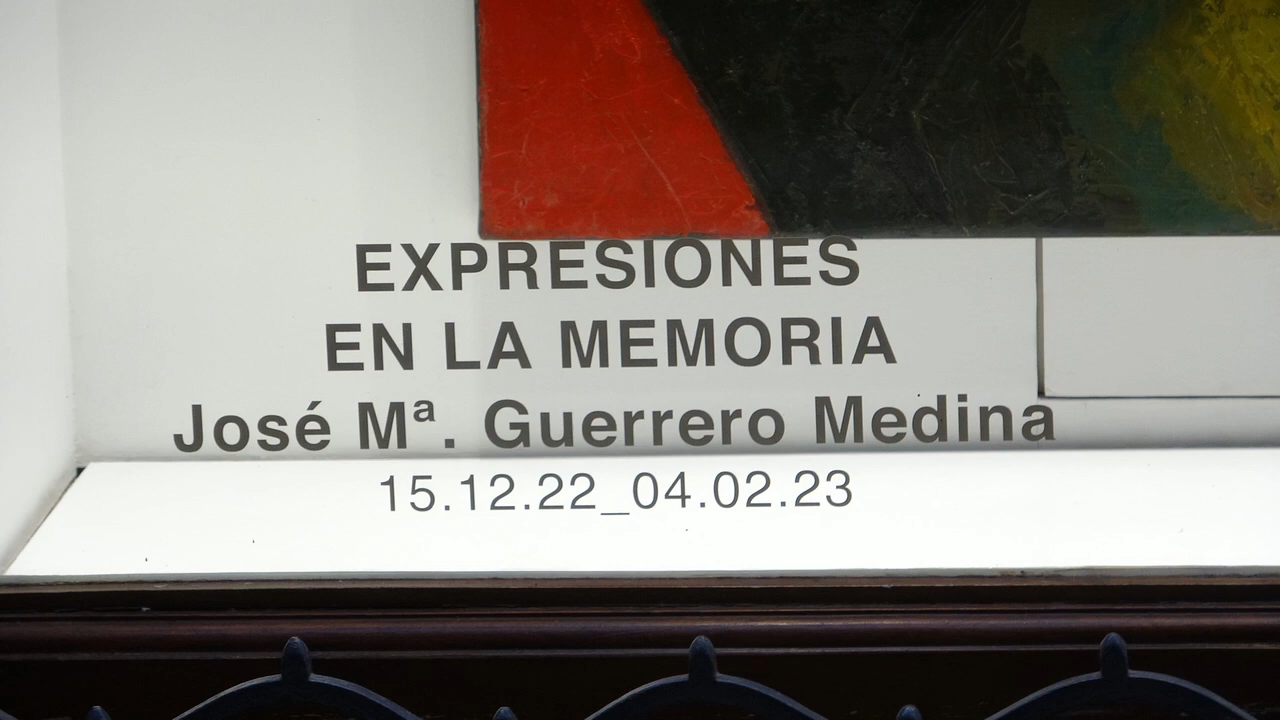 EXPRESIONES
EN LA MEMORIA
José Mª. Guerrero Medina
15.12.22_04.02.23